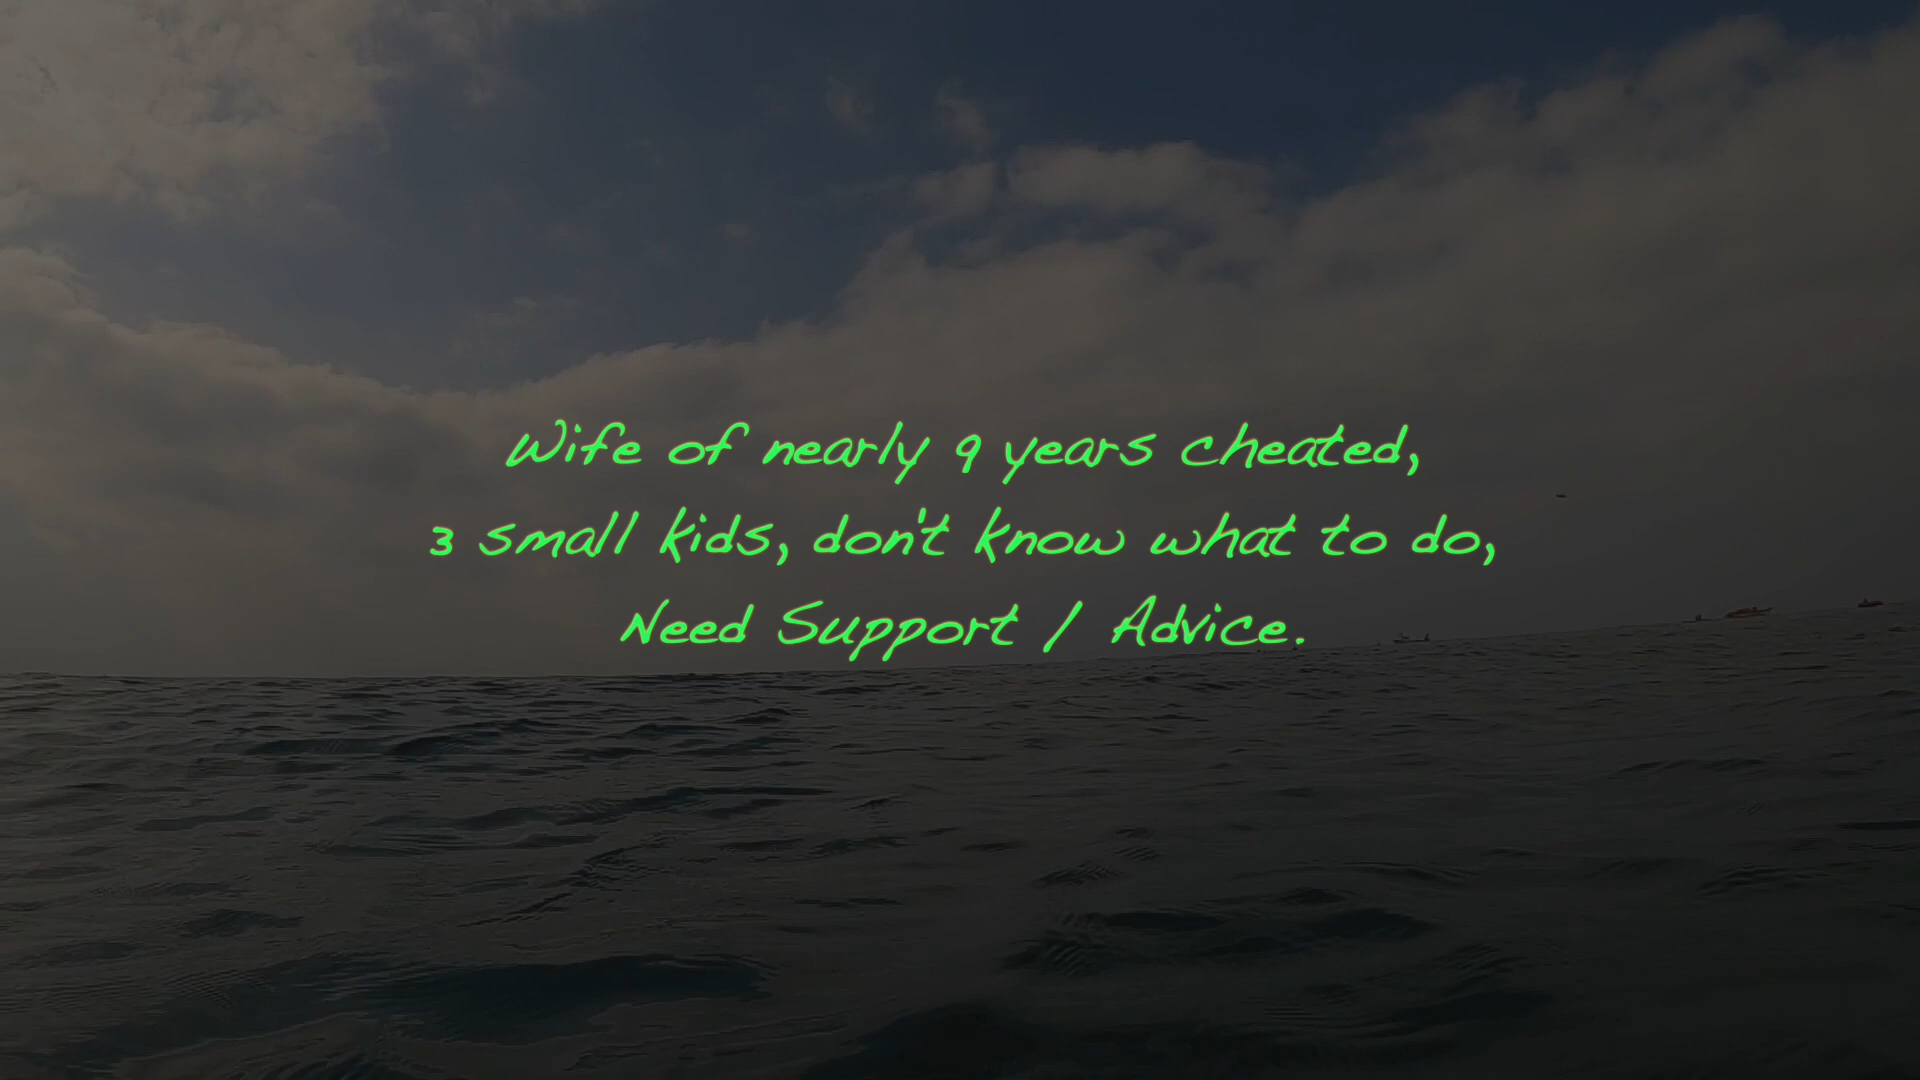 Wife of nearly 9 years cheated,
3 small kids, don't know what to do,
Need Support / Advice.